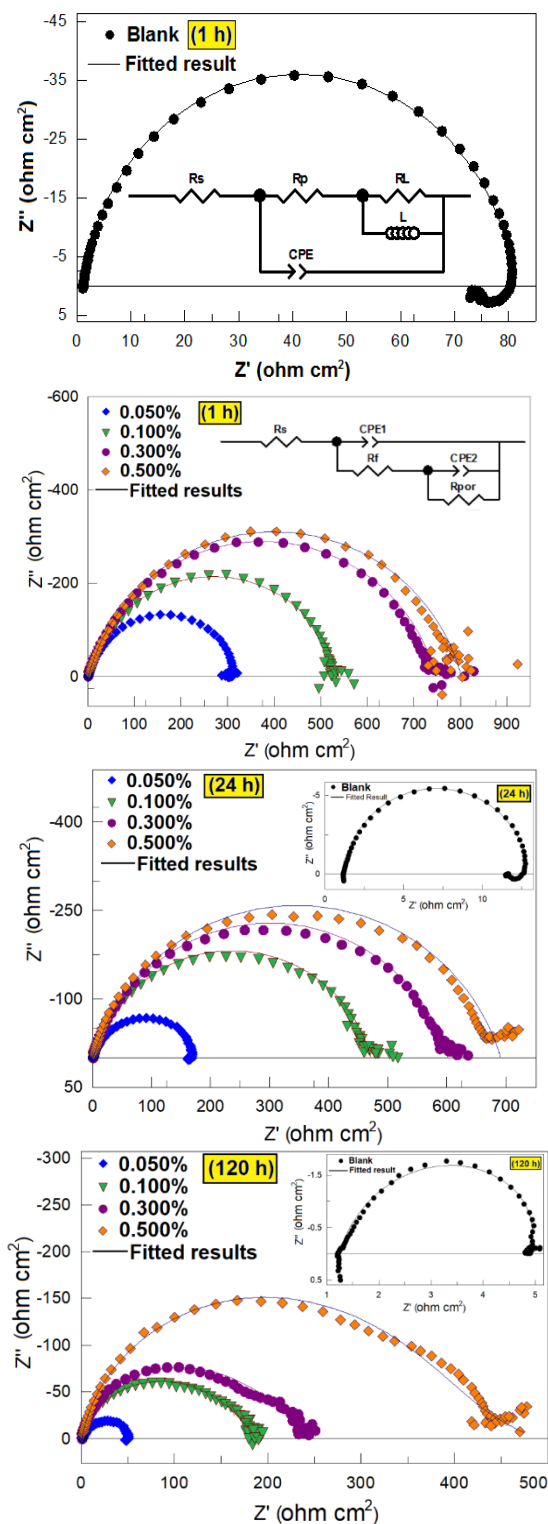 -45
Blank (1 h)
Fitted result
-35
-25
-15
-5
5
Z'' (ohm cm²)
Rs
Rp
RL
L
CPE
0 10 20 30 40 50 60 70 80
Z' (ohm cm²)
-600
0.050% (1 h)
0.100%
0.300%
0.500%
Fitted results
Rs
CPE1
Rf
CPE2
Rpor
-400
-200
0
Z'' (ohm cm²)
0 100 200 300 400 500 600 700 800 900
Z' (ohm cm²)
0.050% (24 h)
0.100%
0.300%
0.500%
Fitted results
Blank (24 h)
Fitted Result
-5
0
Z'' (ohm cm²)
0 5 10
Z' (ohm cm²)
-400
-250
-100
50
Z'' (ohm cm²)
0 100 200 300 400 500 600 700
Z' (ohm cm²)
-300
0.050% (120 h)
0.100%
0.300%
0.500%
Fitted results
Blank (120 h)
Fitted result
-1.5
-0.5
0.5
Z'' (ohm cm²)
1 2 3 4 5
Z' (ohm cm²)
-250
-200
-150
-100
-50
0
Z'' (ohm cm²)
0 100 200 300 400 500
Z' (ohm cm²)